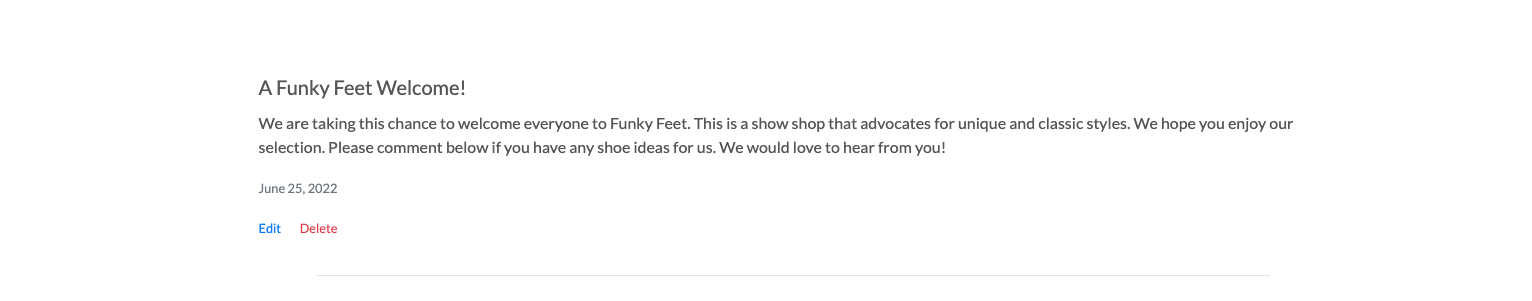 A Funky Feet Welcome!
We are taking this chance to welcome everyone to Funky Feet. This is a show shop that advocates for unique and classic styles. We hope you enjoy our
selection. Please comment below if you have any shoe ideas for us. We would love to hear from you!
June 25, 2022
Edit Delete